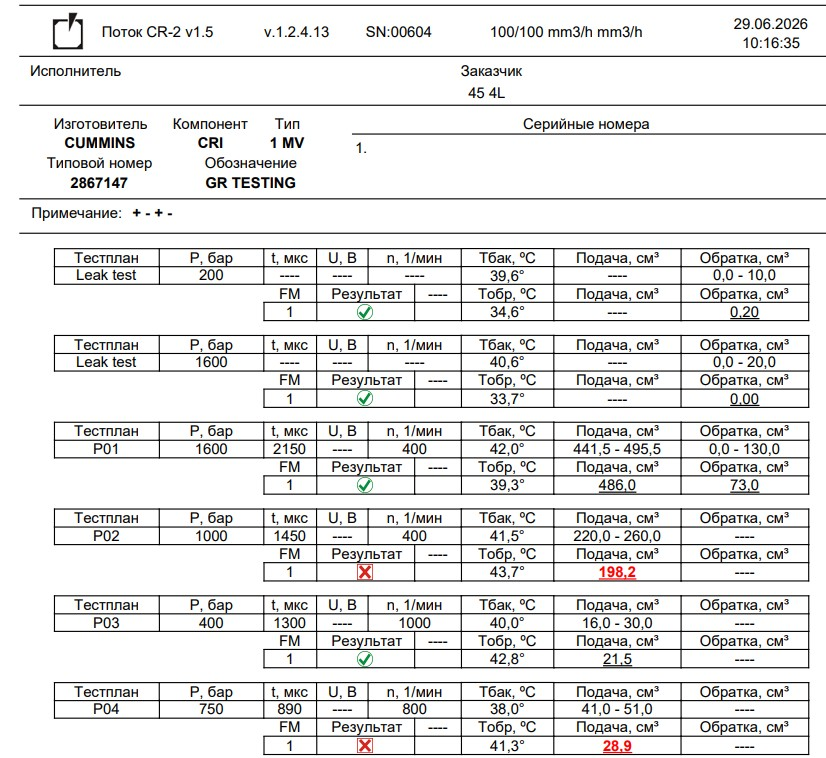 Поток CR-2 v1.5 v.1.2.4.13 SN:00604 100/100 mm3/h mm3/h 29.06.2026
10:16:35
Исполнитель Заказчик
45 4L
Изготовитель Компонент Тип Серийные номера
CUMMINS CRI 1 MV 1.
Типовой номер Обозначение
2867147 GR TESTING
Примечание: + - + -
Тестплан P, бар t, мкс U, В n, 1/мин Тбак, ºC Подача, см³ Обратка, см³
Leak test 200 ---- ---- ---- 39,6° ---- 0,0 - 10,0
FM Результат ---- Тобр, ºC Подача, см³ Обратка, см³
1 34,6° ---- 0,20
Тестплан P, бар t, мкс U, В n, 1/мин Тбак, ºC Подача, см³ Обратка, см³
Leak test 1600 ---- ---- ---- 40,6° ---- 0,0 - 20,0
FM Результат ---- Тобр, ºC Подача, см³ Обратка, см³
1 33,7° ---- 0,00
Тестплан P, бар t, мкс U, В n, 1/мин Тбак, ºC Подача, см³ Обратка, см³
P01 1600 2150 ---- 400 42,0° 441,5 - 495,5 0,0 - 130,0
FM Результат ---- Тобр, ºC Подача, см³ Обратка, см³
1 39,3° 486,0 73,0
Тестплан P, бар t, мкс U, В n, 1/мин Тбак, ºC Подача, см³ Обратка, см³
P02 1000 1450 ---- 400 41,5° 220,0 - 260,0 ----
FM Результат ---- Тобр, ºC Подача, см³ Обратка, см³
1 43,7° 198,2 ----
Тестплан P, бар t, мкс U, В n, 1/мин Тбак, ºC Подача, см³ Обратка, см³
P03 400 1300 ---- 1000 40,0° 16,0 - 30,0 ----
FM Результат ---- Тобр, ºC Подача, см³ Обратка, см³
1 42,8° 21,5 ----
Тестплан P, бар t, мкс U, В n, 1/мин Тбак, ºC Подача, см³ Обратка, см³
P04 750 890 ---- 800 38,0° 41,0 - 51,0 ----
FM Результат ---- Тобр, ºC Подача, см³ Обратка, см³
1 41,3° 28,9 ----